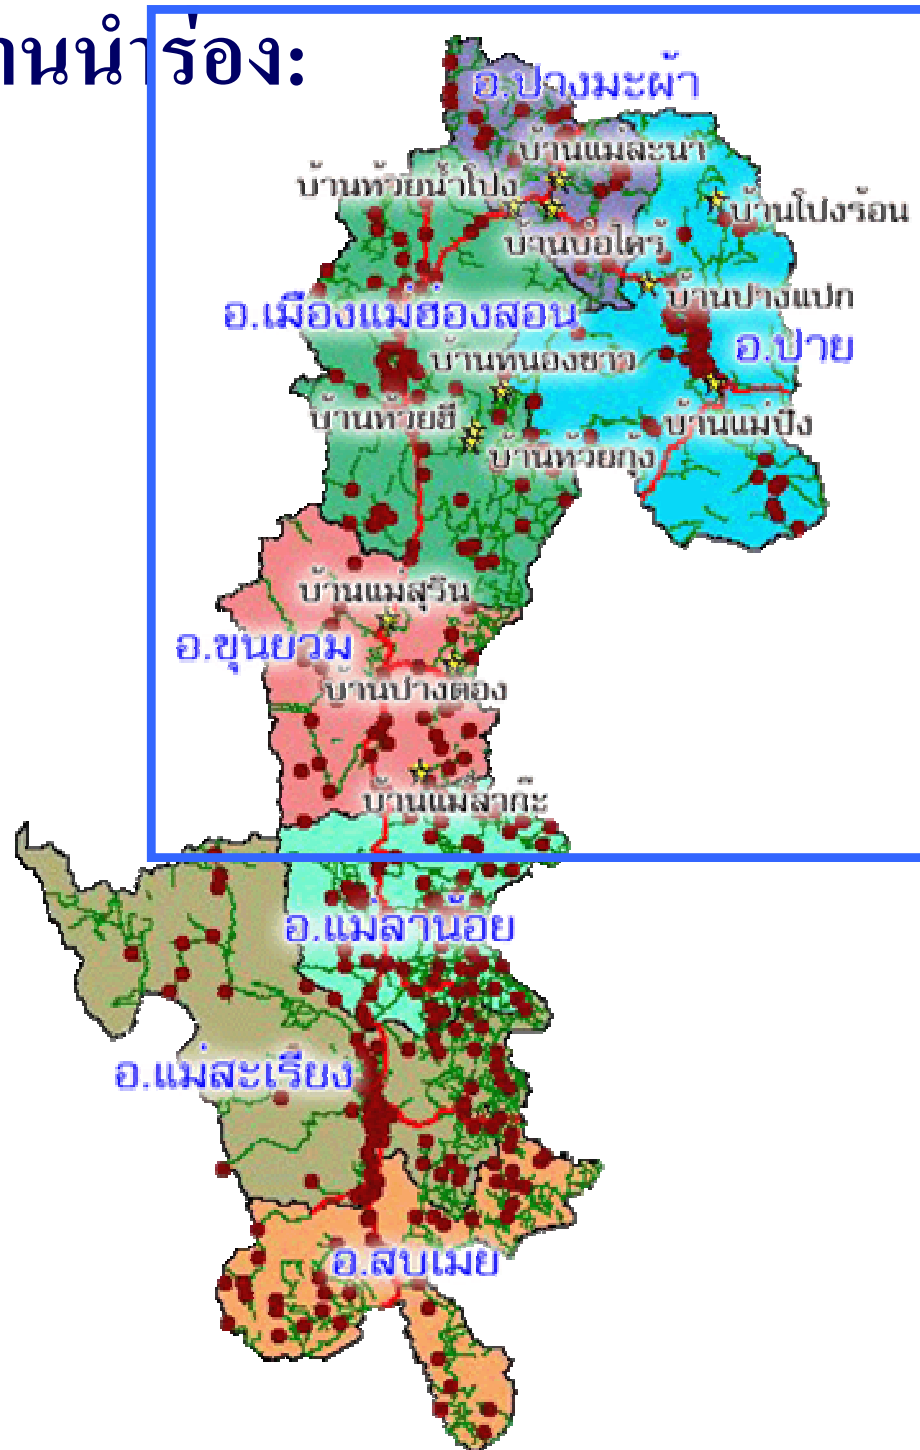 านนำร่อง:
อ.ปางมะผ้า
บ้านแม่ละนา
บ้านห้วยน้ำโปง
บ้านโปงร้อน
บ้านบ่อไคร้
บ้านปางแปก
อ.เมืองแม่ฮ่องสอน
อ.ปาย
บ้านหนองขาว
บ้านห้วยฮี
บ้านแม่ปิง
บ้านห้วยกุ้ง
บ้านแม่สุริน
อ.ขุนยวม
บ้านปางตอง
บ้านแม่ลาก๊ะ
อ.แม่ลาน้อย
อ.แม่สะเรียง
อ.สบเมย